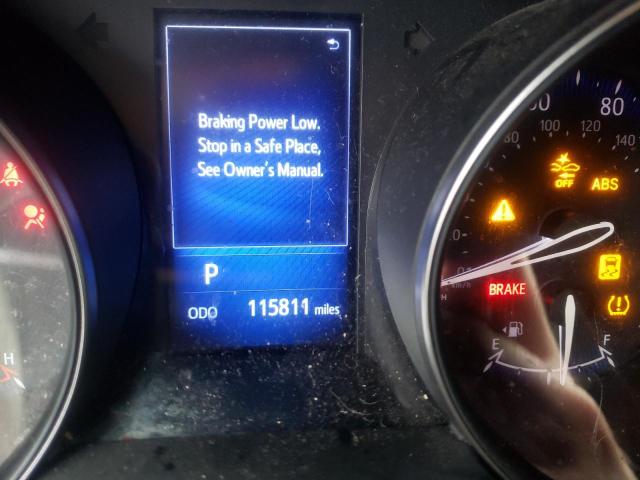 Braking Power Low.
Stop in a Safe Place,
See Owner's Manual.
P
ODO 115811 miles
H
80
80
100
120
140
OFF
ABS
BRAKE
E
F